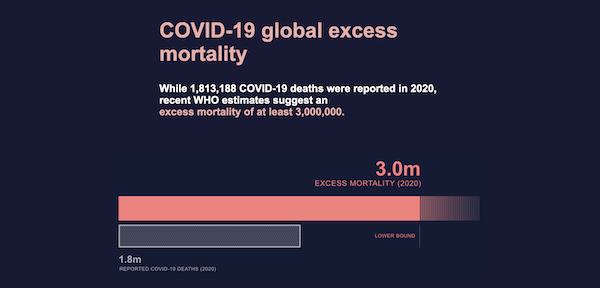 COVID-19 global excess
mortality
While 1,813,188 COVID-19 deaths were reported in 2020,
recent WHO estimates suggest an
excess mortality of at least 3,000,000.
3.0m
EXCESS MORTALITY (2020)
LOWER BOUND
1.8m
REPORTED COVID-19 DEATHS (2020)